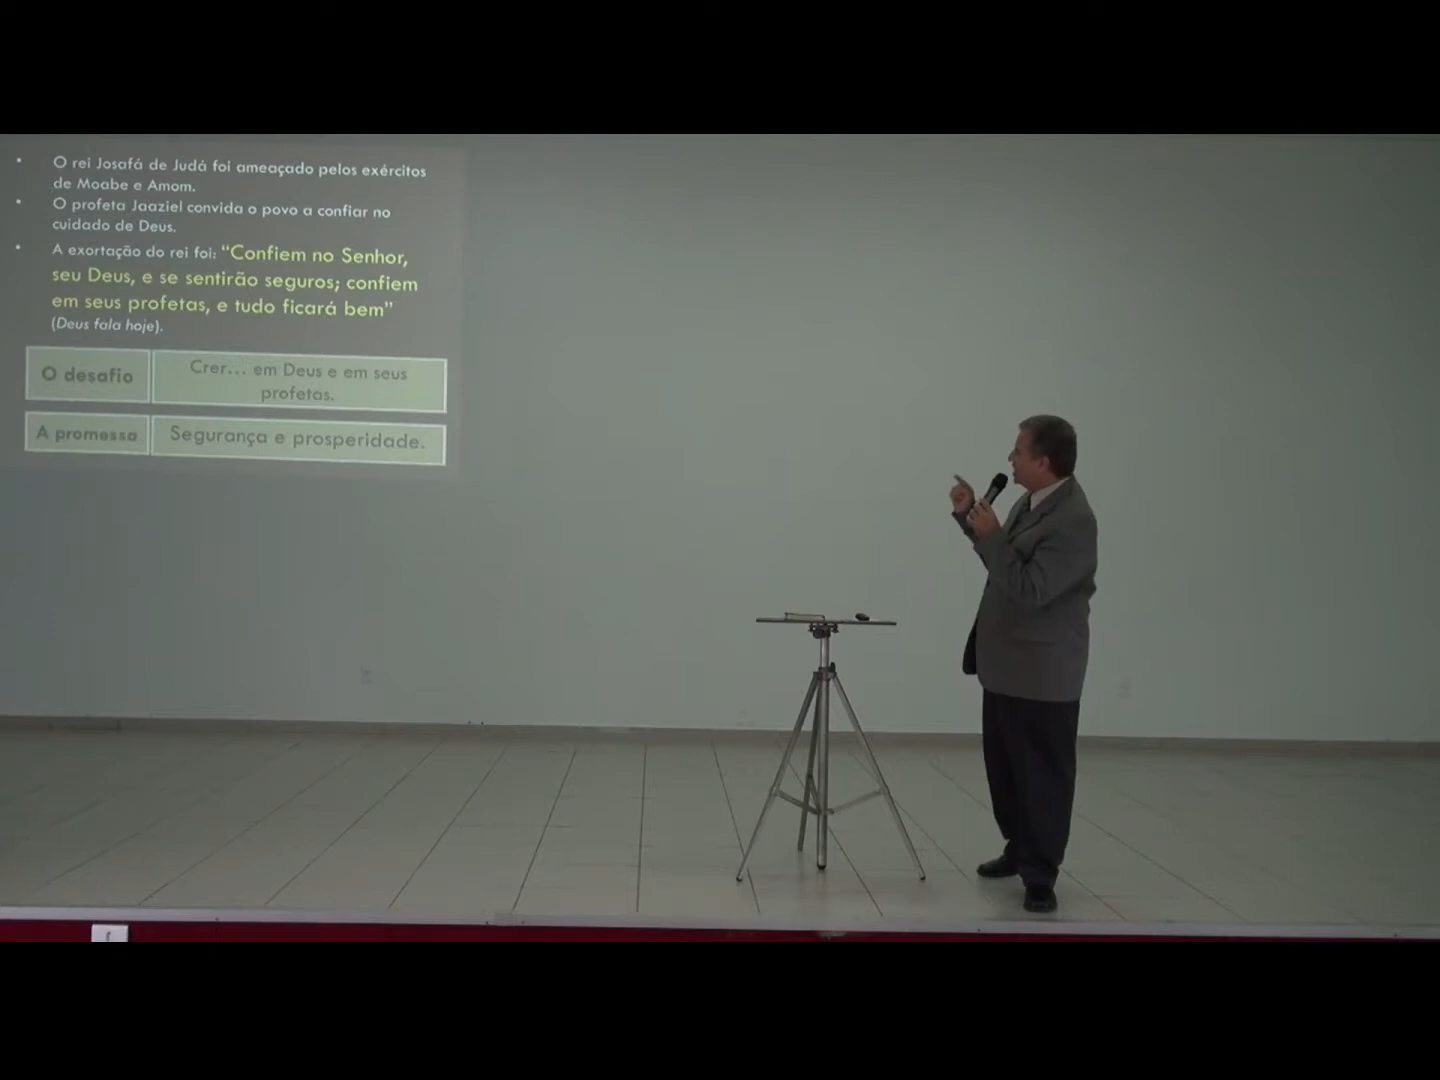 • O rei Josafá de Judá foi ameaçado pelos exércitos
de Moabe e Amom.
• O profeta Jaaziel convida o povo a confiar no
cuidado de Deus.
• A exortação do rei foi: “Confiem no Senhor,
seu Deus, e se sentirão seguros; confiem
em seus profetas, e tudo ficará bem”
(Deus fala hoje).
O desafio
Crer... em Deus e em seus
profetas.
A promessa
Segurança e prosperidade.